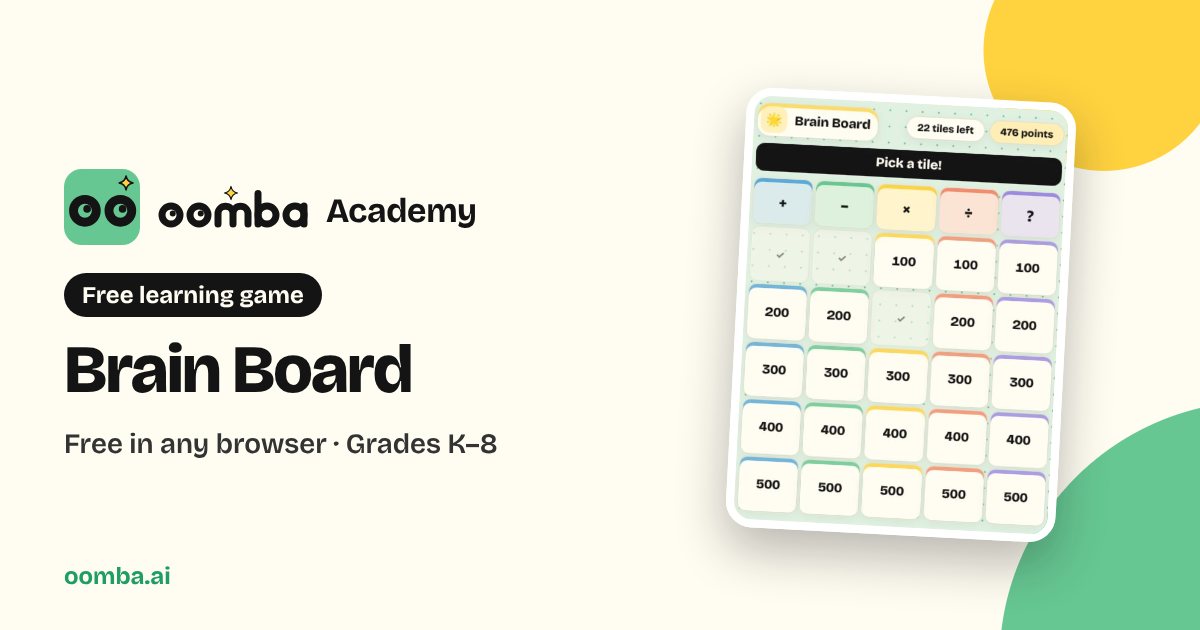 oomba Academy
Free learning game
Brain Board
Free in any browser · Grades K–8
oomba.ai
Brain Board 22 tiles left 476 points
Pick a tile!
+ − × ÷ ?
✓ ✓ 100 100 100
200 200 ✓ 200 200
300 300 300 300 300
400 400 400 400 400
500 500 500 500 500